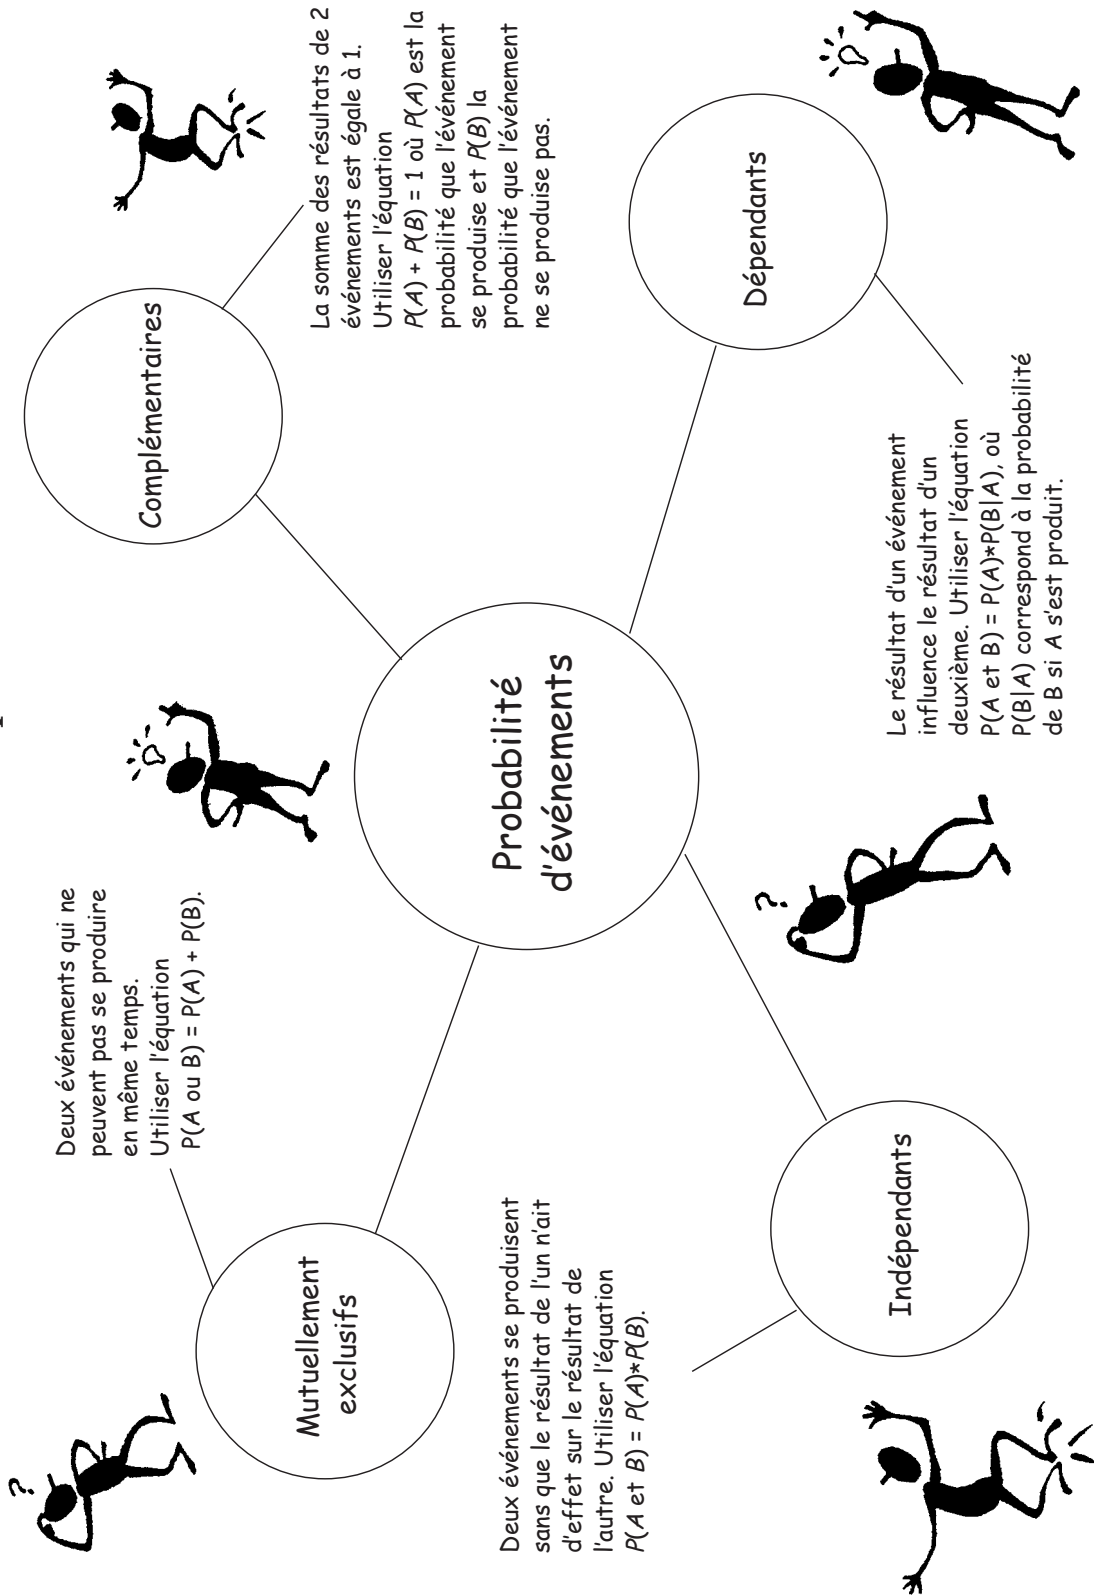 Mutuellement
exclusifs
Deux événements qui ne
peuvent pas se produire
en même temps.
Utiliser l'équation
P(A ou B) = P(A) + P(B).
?
Complémentaires
La somme des résultats de 2
événements est égale à 1.
Utiliser l'équation
P(A) + P(B) = 1 où P(A) est la
probabilité que l'événement
se produise et P(B) la
probabilité que l'événement
ne se produise pas.
Probabilité
d'événements
Deux événements se produisent
sans que le résultat de l'un n'ait
d'effet sur le résultat de
l'autre. Utiliser l'équation
P(A et B) = P(A)*P(B).
Indépendants
?
Dépendants
Le résultat d'un événement
influence le résultat d'un
deuxième. Utiliser l'équation
P(A et B) = P(A)*P(B|A), où
P(B|A) correspond à la probabilité
de B si A s'est produit.